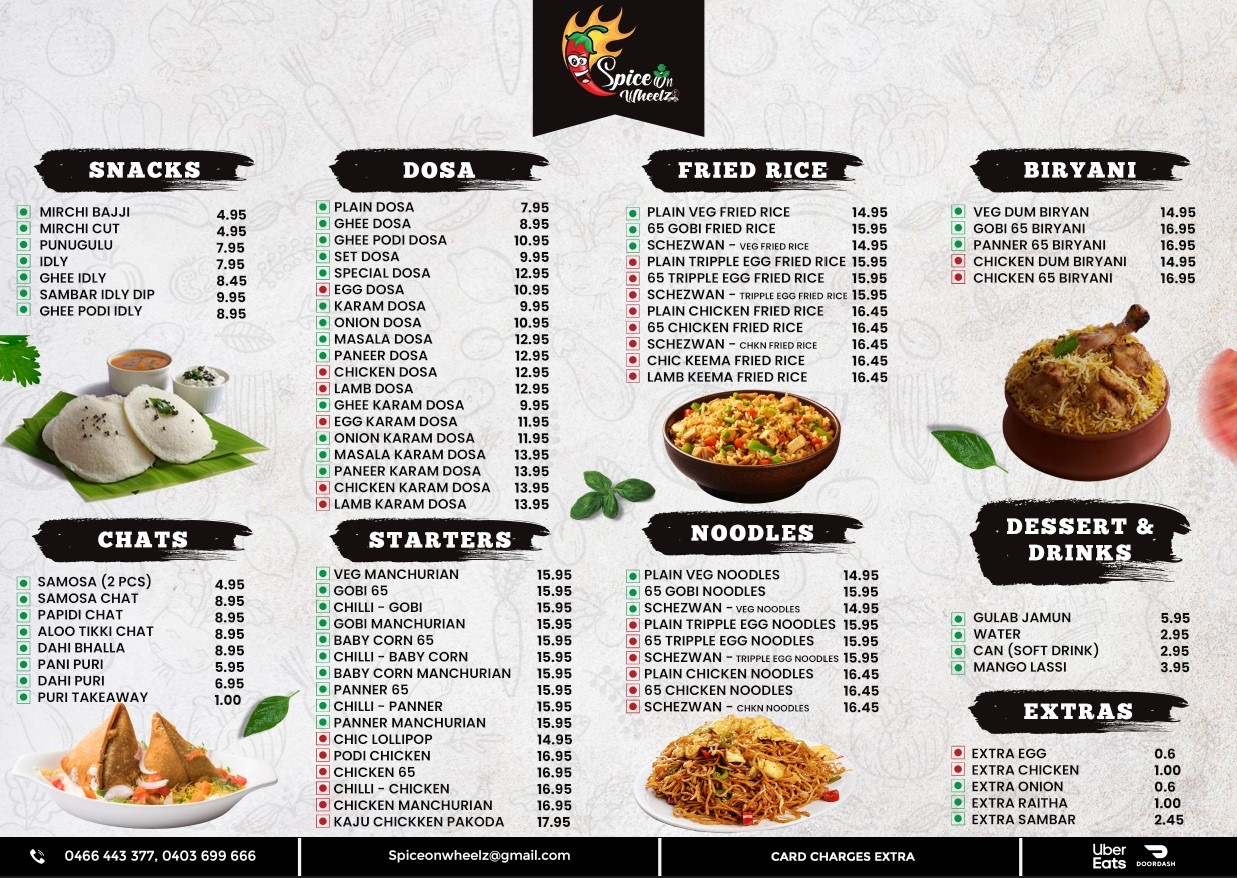 Spice On
Wheelz
SNACKS
MIRCHI BAJJI 4.95
MIRCHI CUT 4.95
PUNUGULU 7.95
IDLY 7.95
GHEE IDLY 8.45
SAMBAR IDLY DIP 9.95
GHEE PODI IDLY 8.95
DOSA
PLAIN DOSA 7.95
GHEE DOSA 8.95
GHEE PODI DOSA 10.95
SET DOSA 9.95
SPECIAL DOSA 12.95
EGG DOSA 10.95
KARAM DOSA 9.95
ONION DOSA 10.95
MASALA DOSA 12.95
PANEER DOSA 12.95
CHICKEN DOSA 12.95
LAMB DOSA 12.95
GHEE KARAM DOSA 9.95
EGG KARAM DOSA 11.95
ONION KARAM DOSA 11.95
MASALA KARAM DOSA 13.95
PANEER KARAM DOSA 13.95
CHICKEN KARAM DOSA 13.95
LAMB KARAM DOSA 13.95
FRIED RICE
PLAIN VEG FRIED RICE 14.95
65 GOBI FRIED RICE 15.95
SCHEZWAN - VEG FRIED RICE 14.95
PLAIN TRIPPLE EGG FRIED RICE 15.95
65 TRIPPLE EGG FRIED RICE 15.95
SCHEZWAN - TRIPPLE EGG FRIED RICE 15.95
PLAIN CHICKEN FRIED RICE 16.45
65 CHICKEN FRIED RICE 16.45
SCHEZWAN - CHKN FRIED RICE 16.45
CHIC KEEMA FRIED RICE 16.45
LAMB KEEMA FRIED RICE 16.45
BIRYANI
VEG DUM BIRYAN 14.95
GOBI 65 BIRYANI 16.95
PANNER 65 BIRYANI 16.95
CHICKEN DUM BIRYANI 14.95
CHICKEN 65 BIRYANI 16.95
CHATS
SAMOSA (2 PCS) 4.95
SAMOSA CHAT 8.95
PAPIDI CHAT 8.95
ALOO TIKKI CHAT 8.95
DAHI BHALLA 8.95
PANI PURI 5.95
DAHI PURI 6.95
PURI TAKEAWAY 1.00
STARTERS
VEG MANCHURIAN 15.95
GOBI 65 15.95
CHILLI - GOBI 15.95
GOBI MANCHURIAN 15.95
BABY CORN 65 15.95
CHILLI - BABY CORN 15.95
BABY CORN MANCHURIAN 15.95
PANNER 65 15.95
CHILLI - PANNER 15.95
PANNER MANCHURIAN 15.95
CHIC LOLLIPOP 14.95
PODI CHICKEN 16.95
CHICKEN 65 16.95
CHILLI - CHICKEN 16.95
CHICKEN MANCHURIAN 16.95
KAJU CHICKKEN PAKODA 17.95
NOODLES
PLAIN VEG NOODLES 14.95
65 GOBI NOODLES 15.95
SCHEZWAN - VEG NOODLES 14.95
PLAIN TRIPPLE EGG NOODLES 15.95
65 TRIPPLE EGG NOODLES 15.95
SCHEZWAN - TRIPPLE EGG NOODLES 15.95
PLAIN CHICKEN NOODLES 16.45
65 CHICKEN NOODLES 16.45
SCHEZWAN - CHKN NOODLES 16.45
DESSERT &
DRINKS
GULAB JAMUN 5.95
WATER 2.95
CAN (SOFT DRINK) 2.95
MANGO LASSI 3.95
EXTRAS
EXTRA EGG 0.6
EXTRA CHICKEN 1.00
EXTRA ONION 0.6
EXTRA RAITHA 1.00
EXTRA SAMBAR 2.45
0466 443 377, 0403 699 666
Spiceonwheelz@gmail.com
CARD CHARGES EXTRA
Uber
Eats
DOORDASH